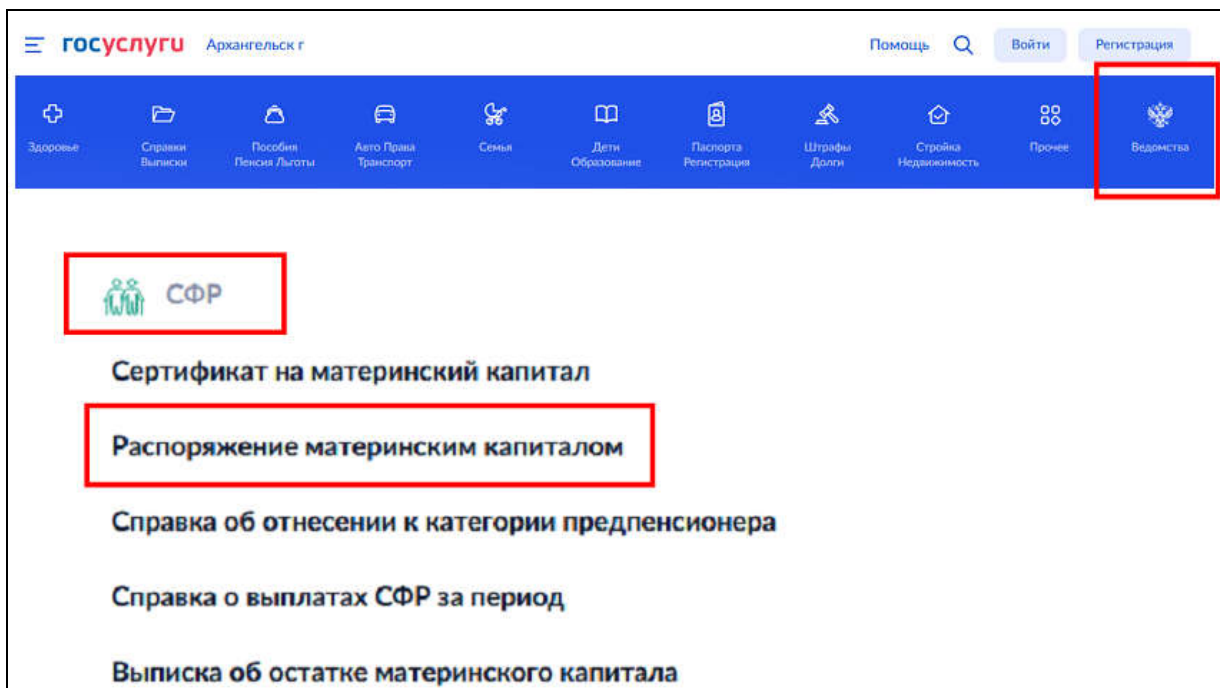 госуслуги Архангельск г Помощь Войти Регистрация
Здоровье
Справки
Выписки
Пособия
Пенсия Льготы
Авто Права
Транспорт
Семья
Дети
Образование
Паспорта
Регистрация
Штрафы
Долги
Стройка
Недвижимость
Прочее
Ведомства
СФР
Сертификат на материнский капитал
Распоряжение материнским капиталом
Справка об отнесении к категории предпенсионера
Справка о выплатах СФР за период
Выписка об остатке материнского капитала